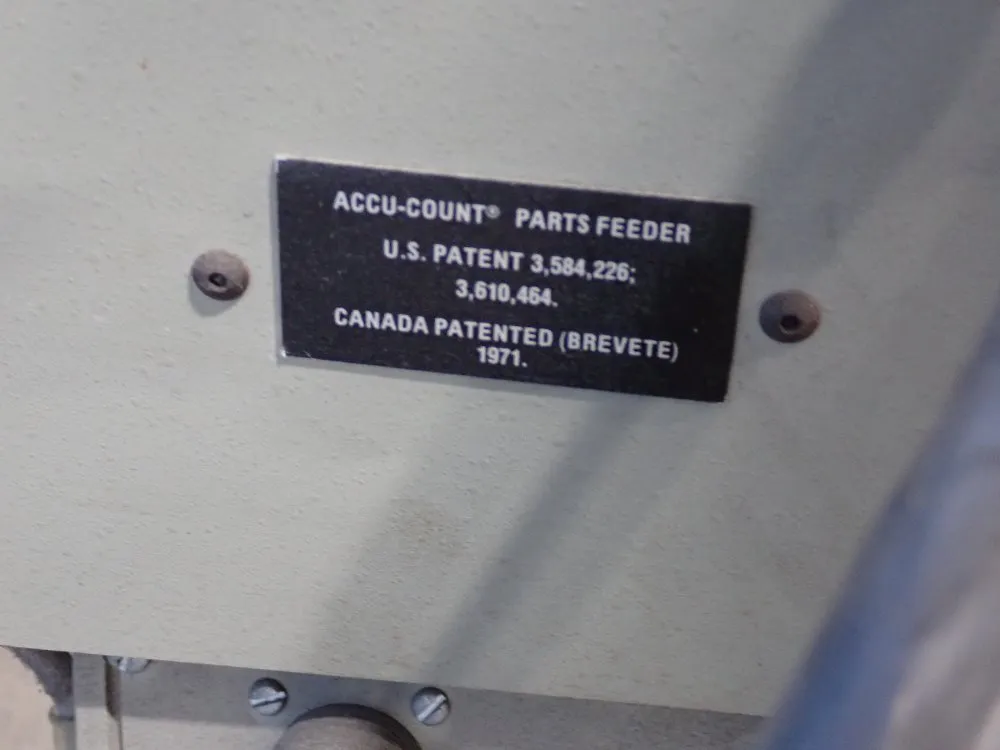 ACCU-COUNT® PARTS FEEDER
U.S. PATENT 3,584,226;
3,610,464.
CANADA PATENTED (BREVETE)
1971.